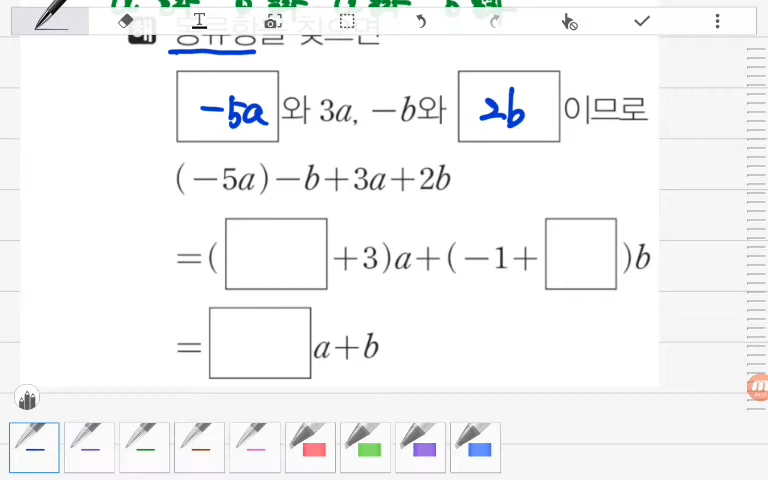 해 동류항을 찾으면
-5a 와 3a, -b와 2b 이므로
(-5a)-b+3a+2b
=( +3)a+(-1+ )b
= a+b